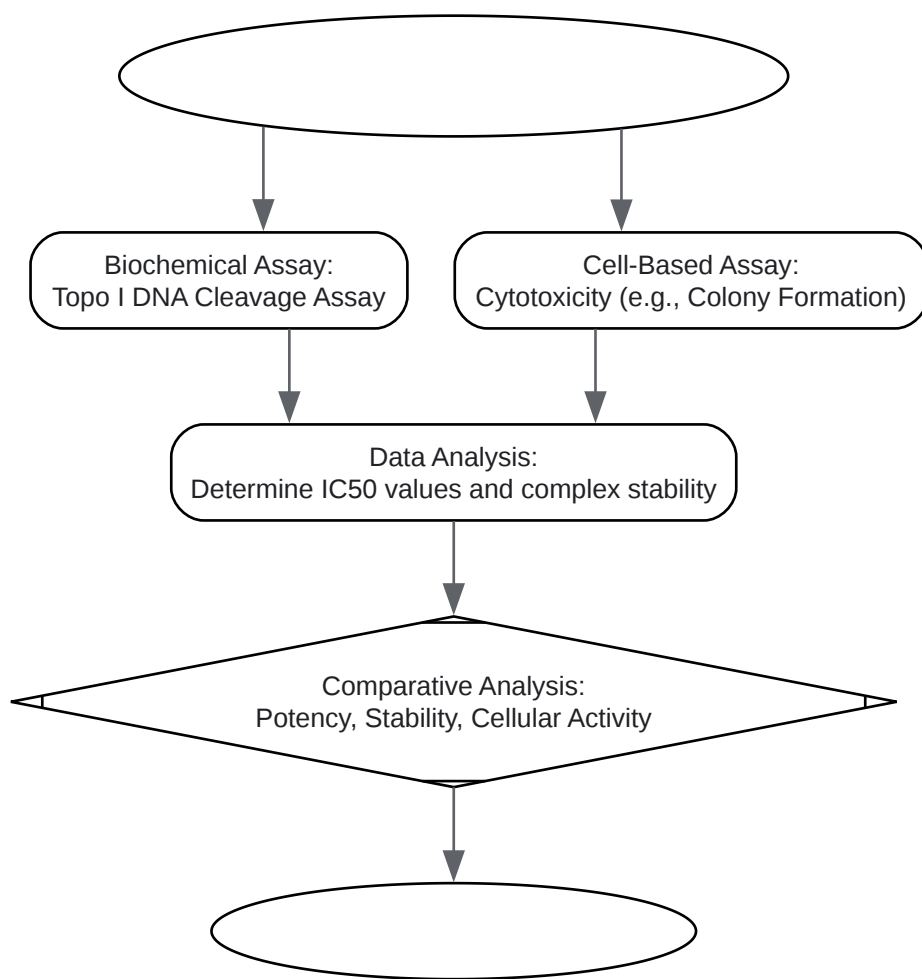 Biochemical Assay:
Topo I DNA Cleavage Assay
Cell-Based Assay:
Cytotoxicity (e.g., Colony Formation)
Data Analysis:
Determine IC50 values and complex stability
Comparative Analysis:
Potency, Stability, Cellular Activity